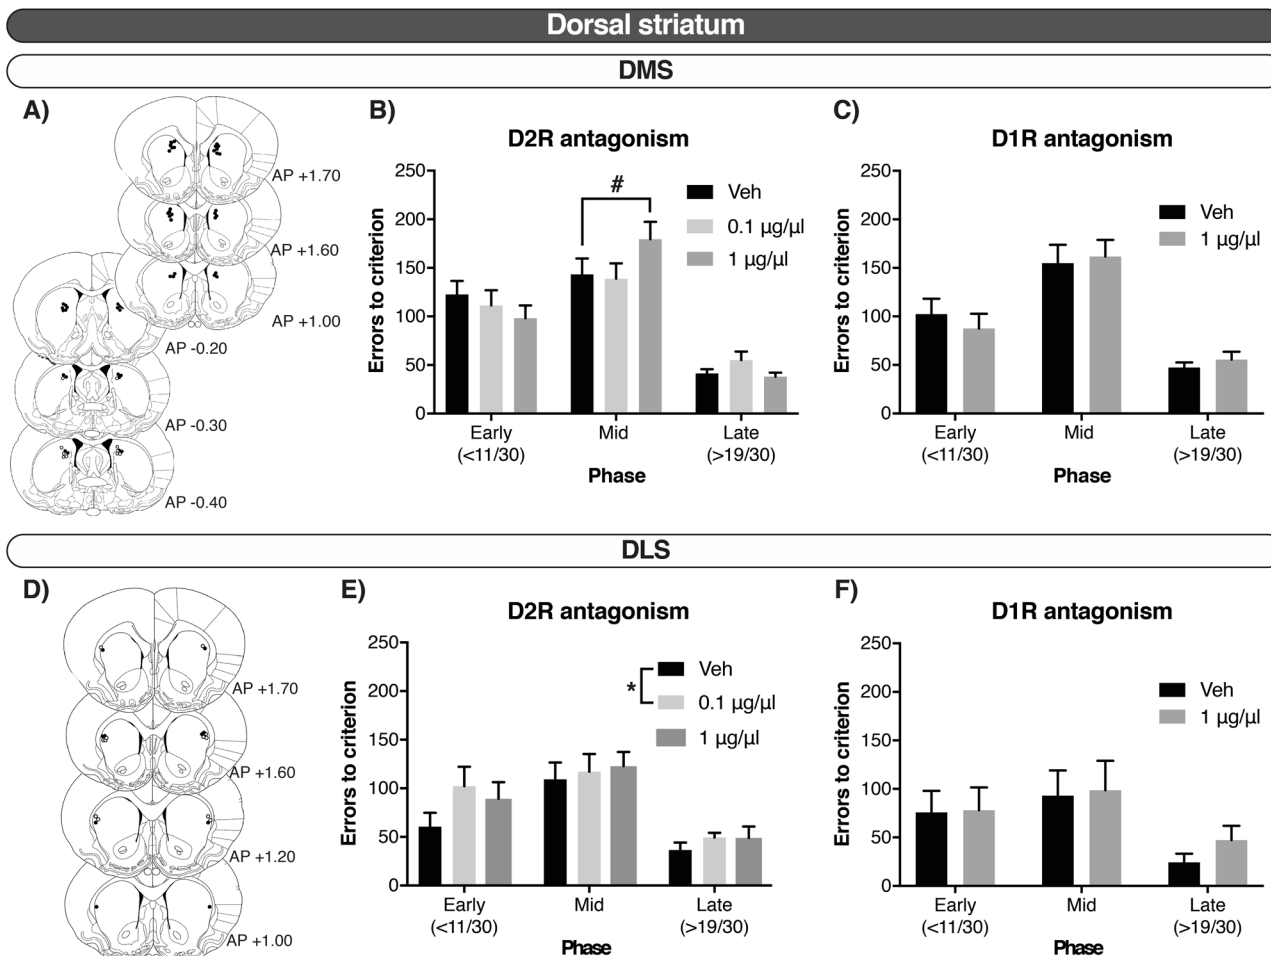 Dorsal striatum
DMS
A)
AP +1.70
AP +1.60
AP +1.00
AP -0.20
AP -0.30
AP -0.40
B)
D2R antagonism
Errors to criterion
250
200
150
100
50
0
#
Veh
0.1 µg/µl
1 µg/µl
Early
(<11/30)
Mid
Late
(>19/30)
Phase
C)
D1R antagonism
Errors to criterion
250
200
150
100
50
0
Veh
1 µg/µl
Early
(<11/30)
Mid
Late
(>19/30)
Phase
DLS
D)
AP +1.70
AP +1.60
AP +1.20
AP +1.00
E)
D2R antagonism
Errors to criterion
250
200
150
100
50
0
*
Veh
0.1 µg/µl
1 µg/µl
Early
(<11/30)
Mid
Late
(>19/30)
Phase
F)
D1R antagonism
Errors to criterion
250
200
150
100
50
0
Veh
1 µg/µl
Early
(<11/30)
Mid
Late
(>19/30)
Phase